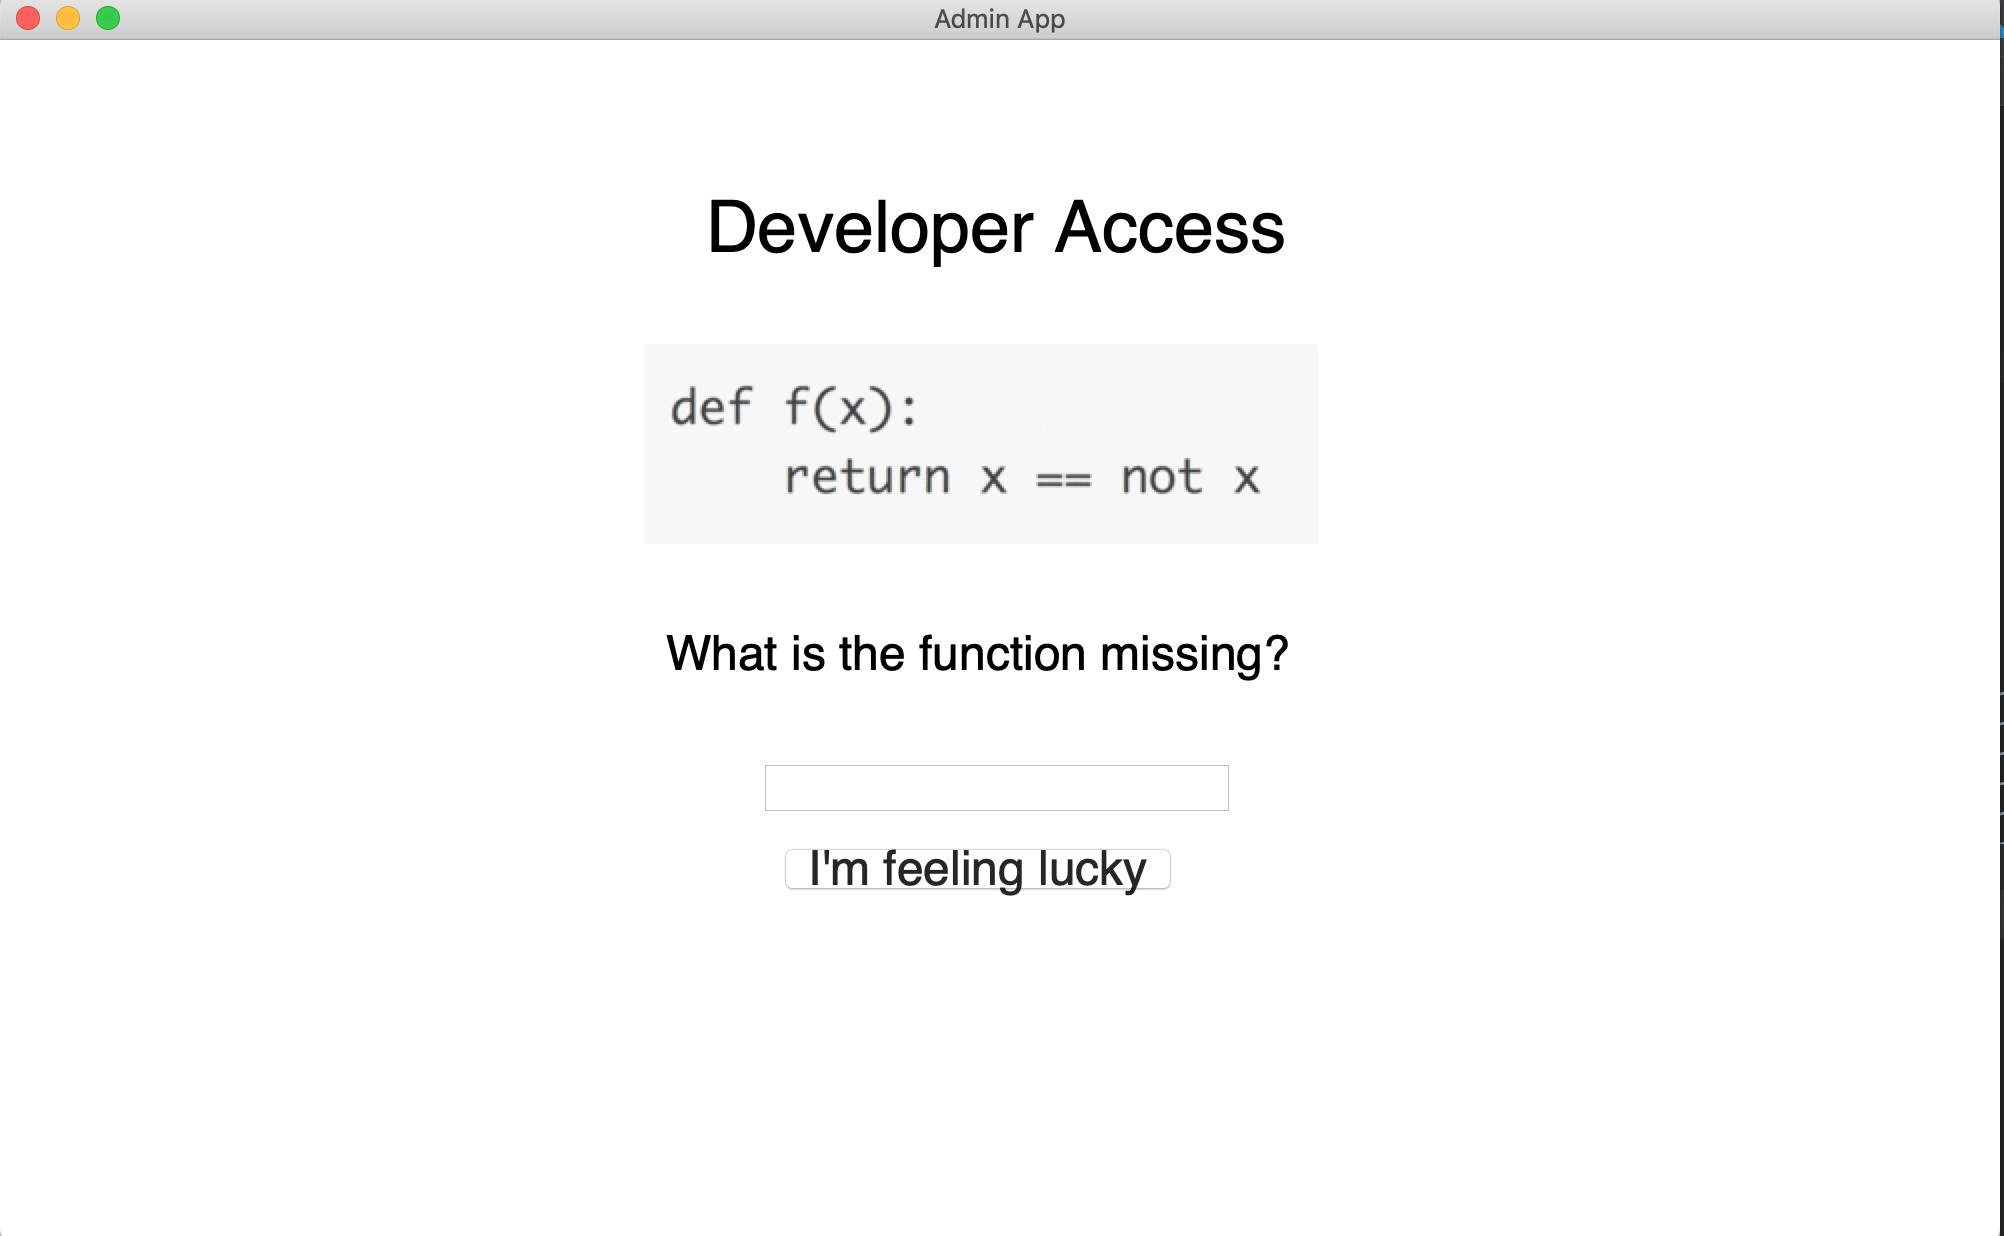 Admin App
Developer Access
def f(x):
    return x == not x
What is the function missing?
I'm feeling lucky